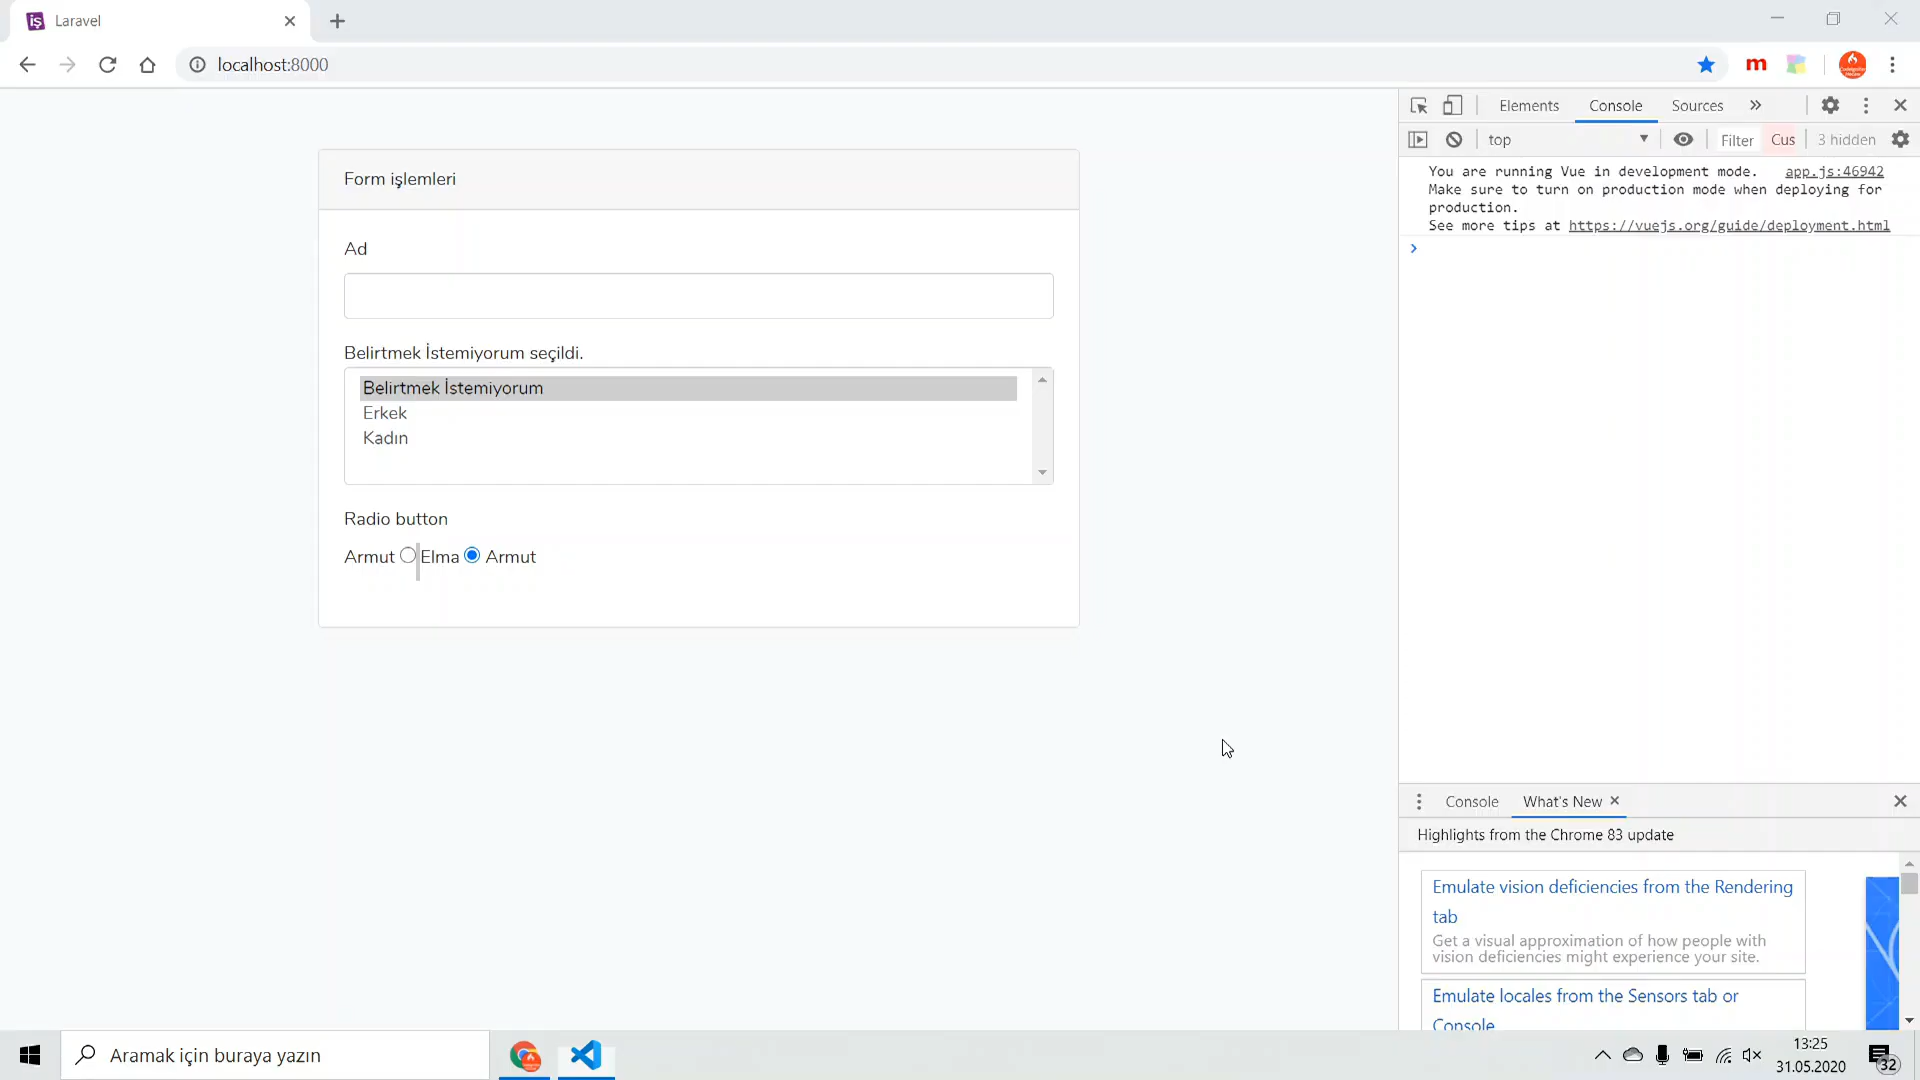 Laravel
localhost:8000
m
Elements Console Sources
top Filter Cus 3 hidden
You are running Vue in development mode. app.js:46942
Make sure to turn on production mode when deploying for
production.
See more tips at https://vuejs.org/guide/deployment.html
Form işlemleri
Ad
Belirtmek İstemiyorum seçildi.
Belirtmek İstemiyorum
Erkek
Kadın
Radio button
Armut Elma Armut
Console What's New
Highlights from the Chrome 83 update
Emulate vision deficiencies from the Rendering
tab
Get a visual approximation of how people with
vision deficiencies might experience your site.
Emulate locales from the Sensors tab or
Console
Aramak için buraya yazın
13:25
31.05.2020
32